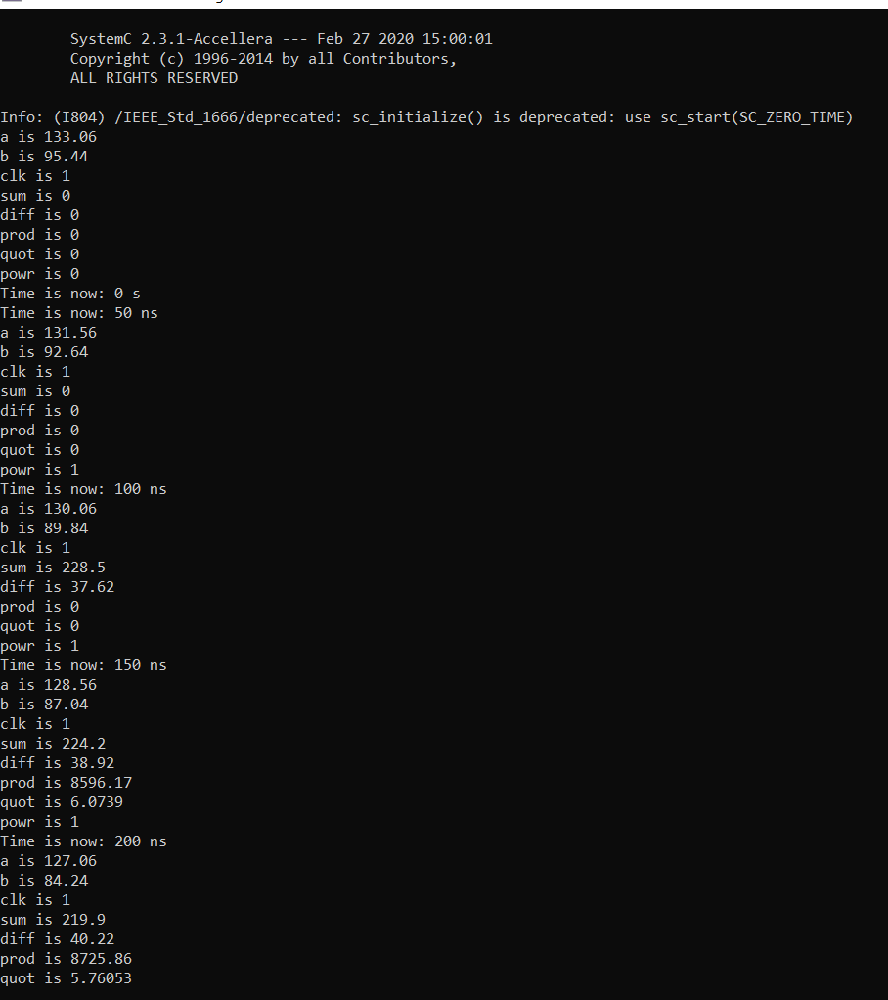 SystemC 2.3.1-Accellera --- Feb 27 2020 15:00:01
Copyright (c) 1996-2014 by all Contributors,
ALL RIGHTS RESERVED
Info: (I804) /IEEE_Std_1666/deprecated: sc_initialize() is deprecated: use sc_start(SC_ZERO_TIME)
a is 133.06
b is 95.44
clk is 1
sum is 0
diff is 0
prod is 0
quot is 0
powr is 0
Time is now: 0 s
Time is now: 50 ns
a is 131.56
b is 92.64
clk is 1
sum is 0
diff is 0
prod is 0
quot is 0
powr is 1
Time is now: 100 ns
a is 130.06
b is 89.84
clk is 1
sum is 228.5
diff is 37.62
prod is 0
quot is 0
powr is 1
Time is now: 150 ns
a is 128.56
b is 87.04
clk is 1
sum is 224.2
diff is 38.92
prod is 8596.17
quot is 6.0739
powr is 1
Time is now: 200 ns
a is 127.06
b is 84.24
clk is 1
sum is 219.9
diff is 40.22
prod is 8725.86
quot is 5.76053